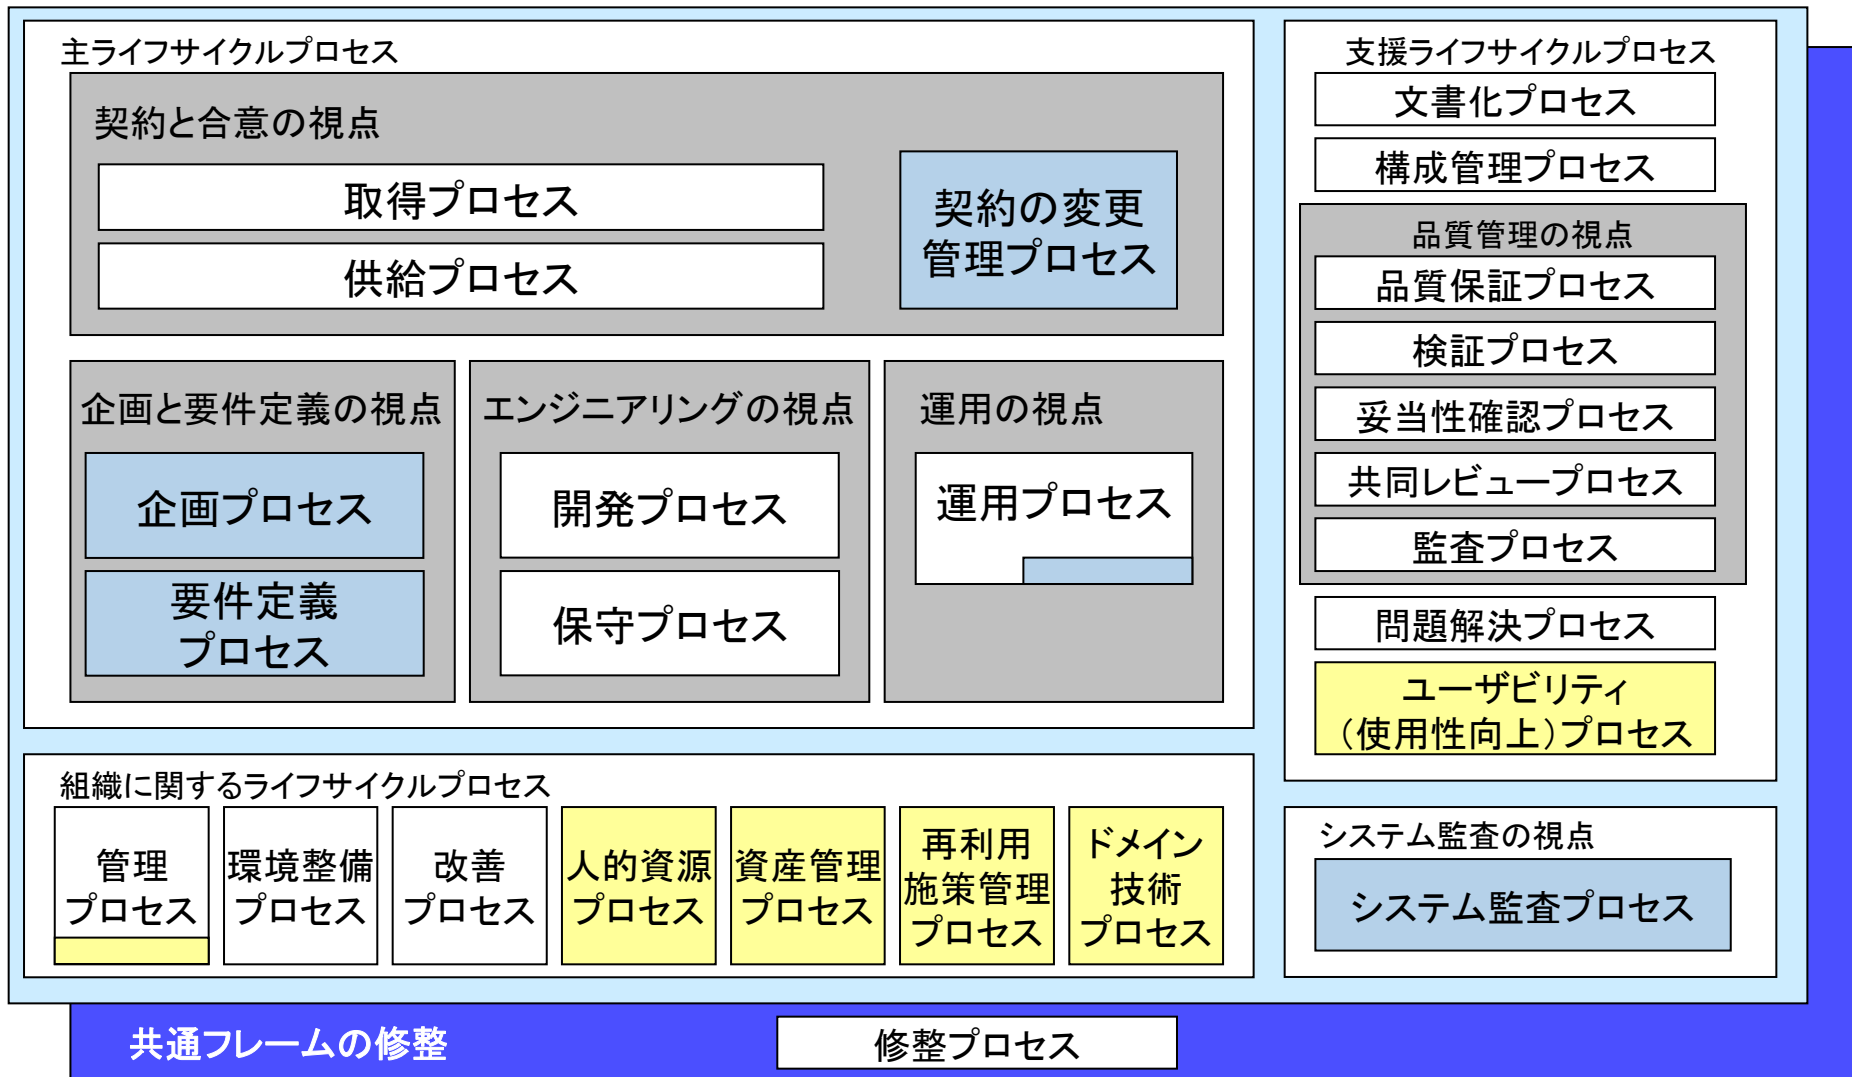 主ライフサイクルプロセス
契約と合意の視点
取得プロセス
供給プロセス
契約の変更
管理プロセス
企画と要件定義の視点
企画プロセス
要件定義
プロセス
エンジニアリングの視点
開発プロセス
保守プロセス
運用の視点
運用プロセス
支援ライフサイクルプロセス
文書化プロセス
構成管理プロセス
品質管理の視点
品質保証プロセス
検証プロセス
妥当性確認プロセス
共同レビュープロセス
監査プロセス
問題解決プロセス
ユーザビリティ
(使用性向上)プロセス
組織に関するライフサイクルプロセス
管理
プロセス
環境整備
プロセス
改善
プロセス
人的資源
プロセス
資産管理
プロセス
再利用
施策管理
プロセス
ドメイン
技術
プロセス
システム監査の視点
システム監査プロセス
共通フレームの修整
修整プロセス